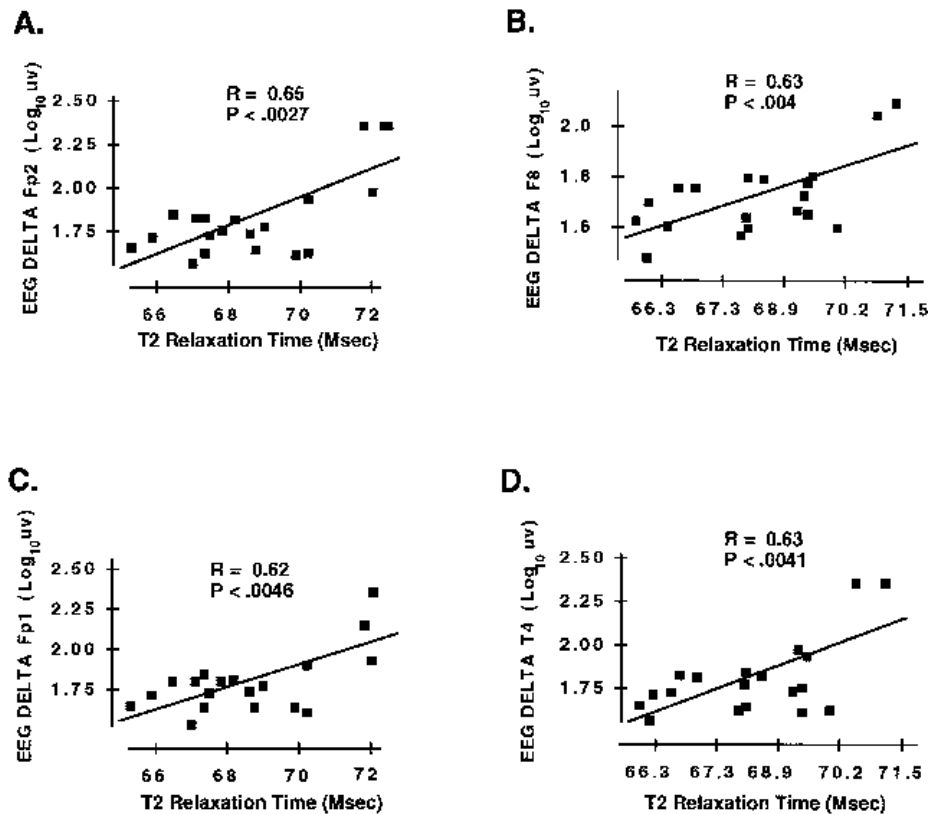 A.
EEG DELTA Fp2 (Log10 uv)
R = 0.65
P < .0027
2.50
2.25
2.00
1.75
66 68 70 72
T2 Relaxation Time (Msec)
B.
EEG DELTA F8 (Log10 uv)
R = 0.63
P < .004
2.0
1.8
1.6
66.3 67.3 68.9 70.2 71.5
T2 Relaxation Time (Msec)
C.
EEG DELTA Fp1 (Log10 uv)
R = 0.62
P < .0046
2.50
2.25
2.00
1.75
66 68 70 72
T2 Relaxation Time (Msec)
D.
EEG DELTA T4 (Log10 uv)
R = 0.63
P < .0041
2.50
2.25
2.00
1.75
66.3 67.3 68.9 70.2 71.5
T2 Relaxation Time (Msec)